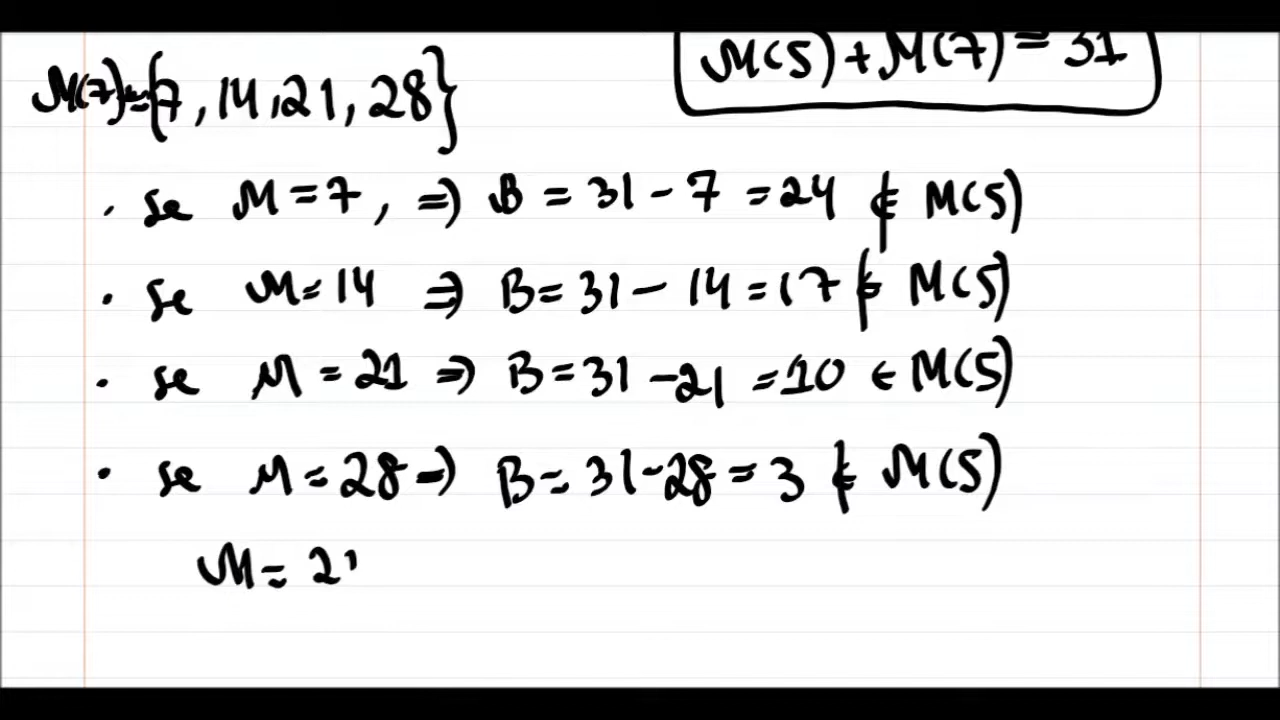 M(5) + M(7) = 31
M(7) = {7, 14, 21, 28}
· se M = 7, ⇒ B = 31 - 7 = 24 ∉ M(5)
· se M = 14 ⇒ B = 31 - 14 = 17 ∉ M(5)
· se M = 21 ⇒ B = 31 - 21 = 10 ∈ M(5)
· se M = 28 ⇒ B = 31 - 28 = 3 ∉ M(5)
M = 21